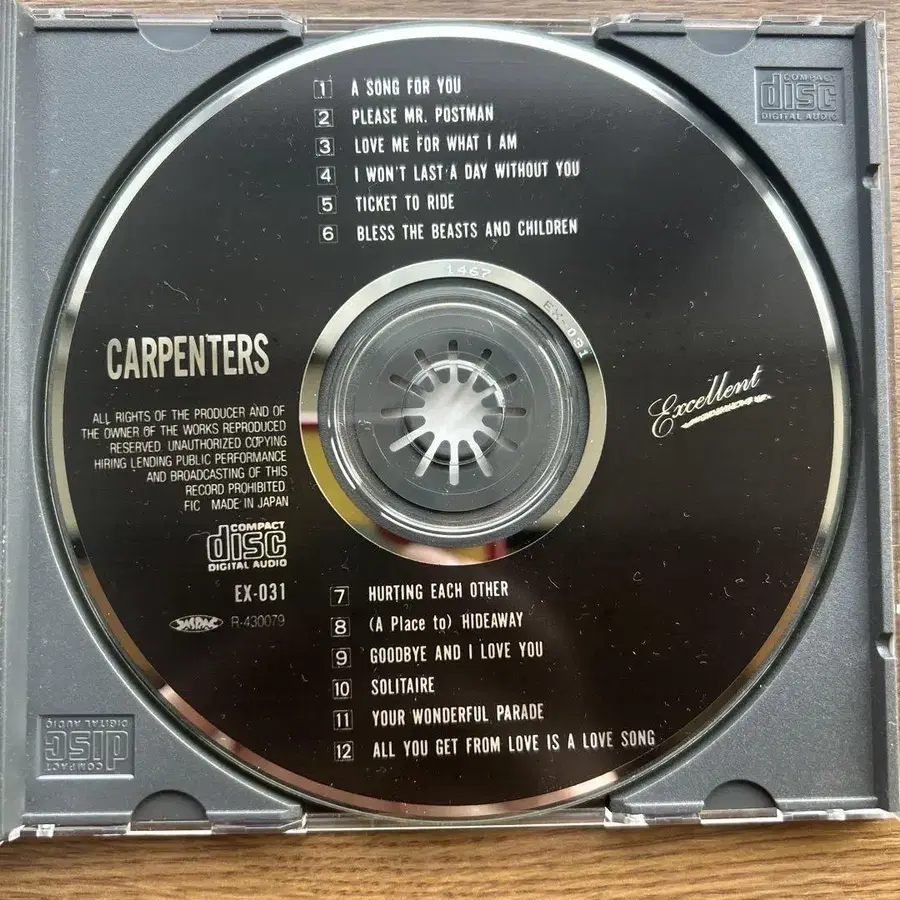 1 A SONG FOR YOU
2 PLEASE MR. POSTMAN
3 LOVE ME FOR WHAT I AM
4 I WON'T LAST A DAY WITHOUT YOU
5 TICKET TO RIDE
6 BLESS THE BEASTS AND CHILDREN
COMPACT
disc
DIGITAL AUDIO
1467
EX-031
CARPENTERS
ALL RIGHTS OF THE PRODUCER AND OF
THE OWNER OF THE WORKS REPRODUCED
RESERVED. UNAUTHORIZED COPYING
HIRING LENDING PUBLIC PERFORMANCE
AND BROADCASTING OF THIS
RECORD PROHIBITED.
FIC MADE IN JAPAN
COMPACT
disc
DIGITAL AUDIO
EX-031
R-430079
Excellent
7 HURTING EACH OTHER
8 (A Place to) HIDEAWAY
9 GOODBYE AND I LOVE YOU
10 SOLITAIRE
11 YOUR WONDERFUL PARADE
12 ALL YOU GET FROM LOVE IS A LOVE SONG
COMPACT
disc
DIGITAL AUDIO